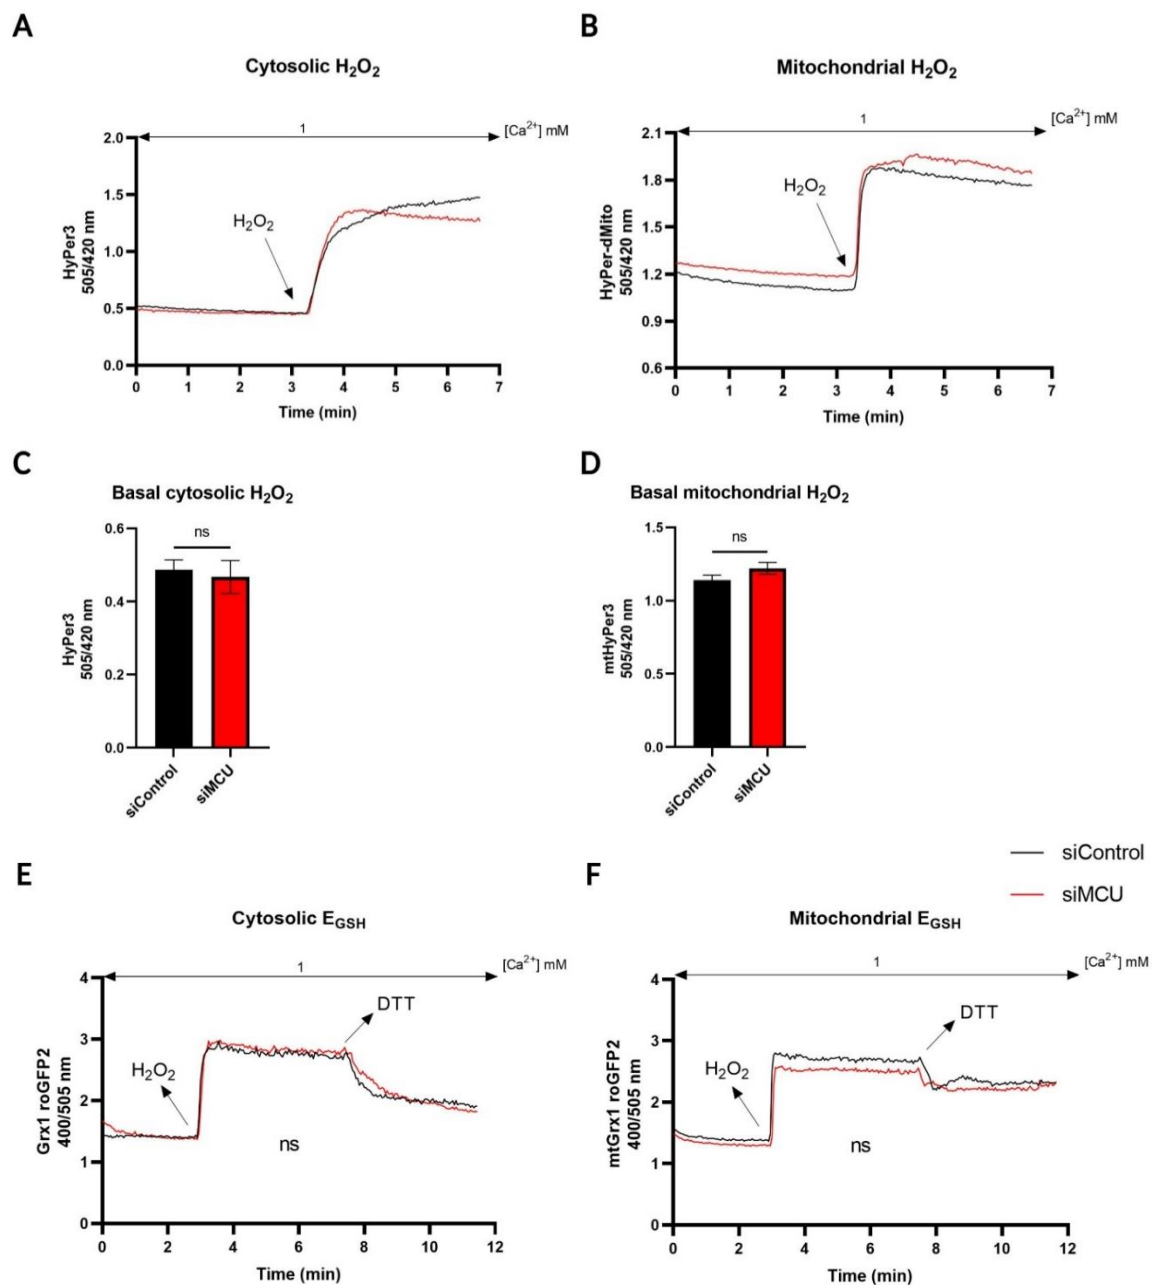 A
Cytosolic H₂O₂
1
[Ca²⁺] mM
2.0
1.5
1.0
0.5
0.0
H₂O₂
HyPer3
505/420 nm
0 1 2 3 4 5 6 7
Time (min)
B
Mitochondrial H₂O₂
1
[Ca²⁺] mM
2.1
1.8
1.5
1.2
0.9
0.6
H₂O₂
HyPer-dMito
505/420 nm
0 1 2 3 4 5 6 7
Time (min)
C
Basal cytosolic H₂O₂
ns
0.6
0.4
0.2
0.0
HyPer3
505/420 nm
siControl
siMCU
D
Basal mitochondrial H₂O₂
ns
1.5
1.0
0.5
0.0
mtHyPer3
505/420 nm
siControl
siMCU
siControl
siMCU
E
Cytosolic E_GSH
1
[Ca²⁺] mM
4
3
2
1
0
DTT
H₂O₂
ns
Grx1 roGFP2
400/505 nm
0 2 4 6 8 10 12
Time (min)
F
Mitochondrial E_GSH
1
[Ca²⁺] mM
4
3
2
1
0
DTT
H₂O₂
ns
mtGrx1 roGFP2
400/505 nm
0 2 4 6 8 10 12
Time (min)